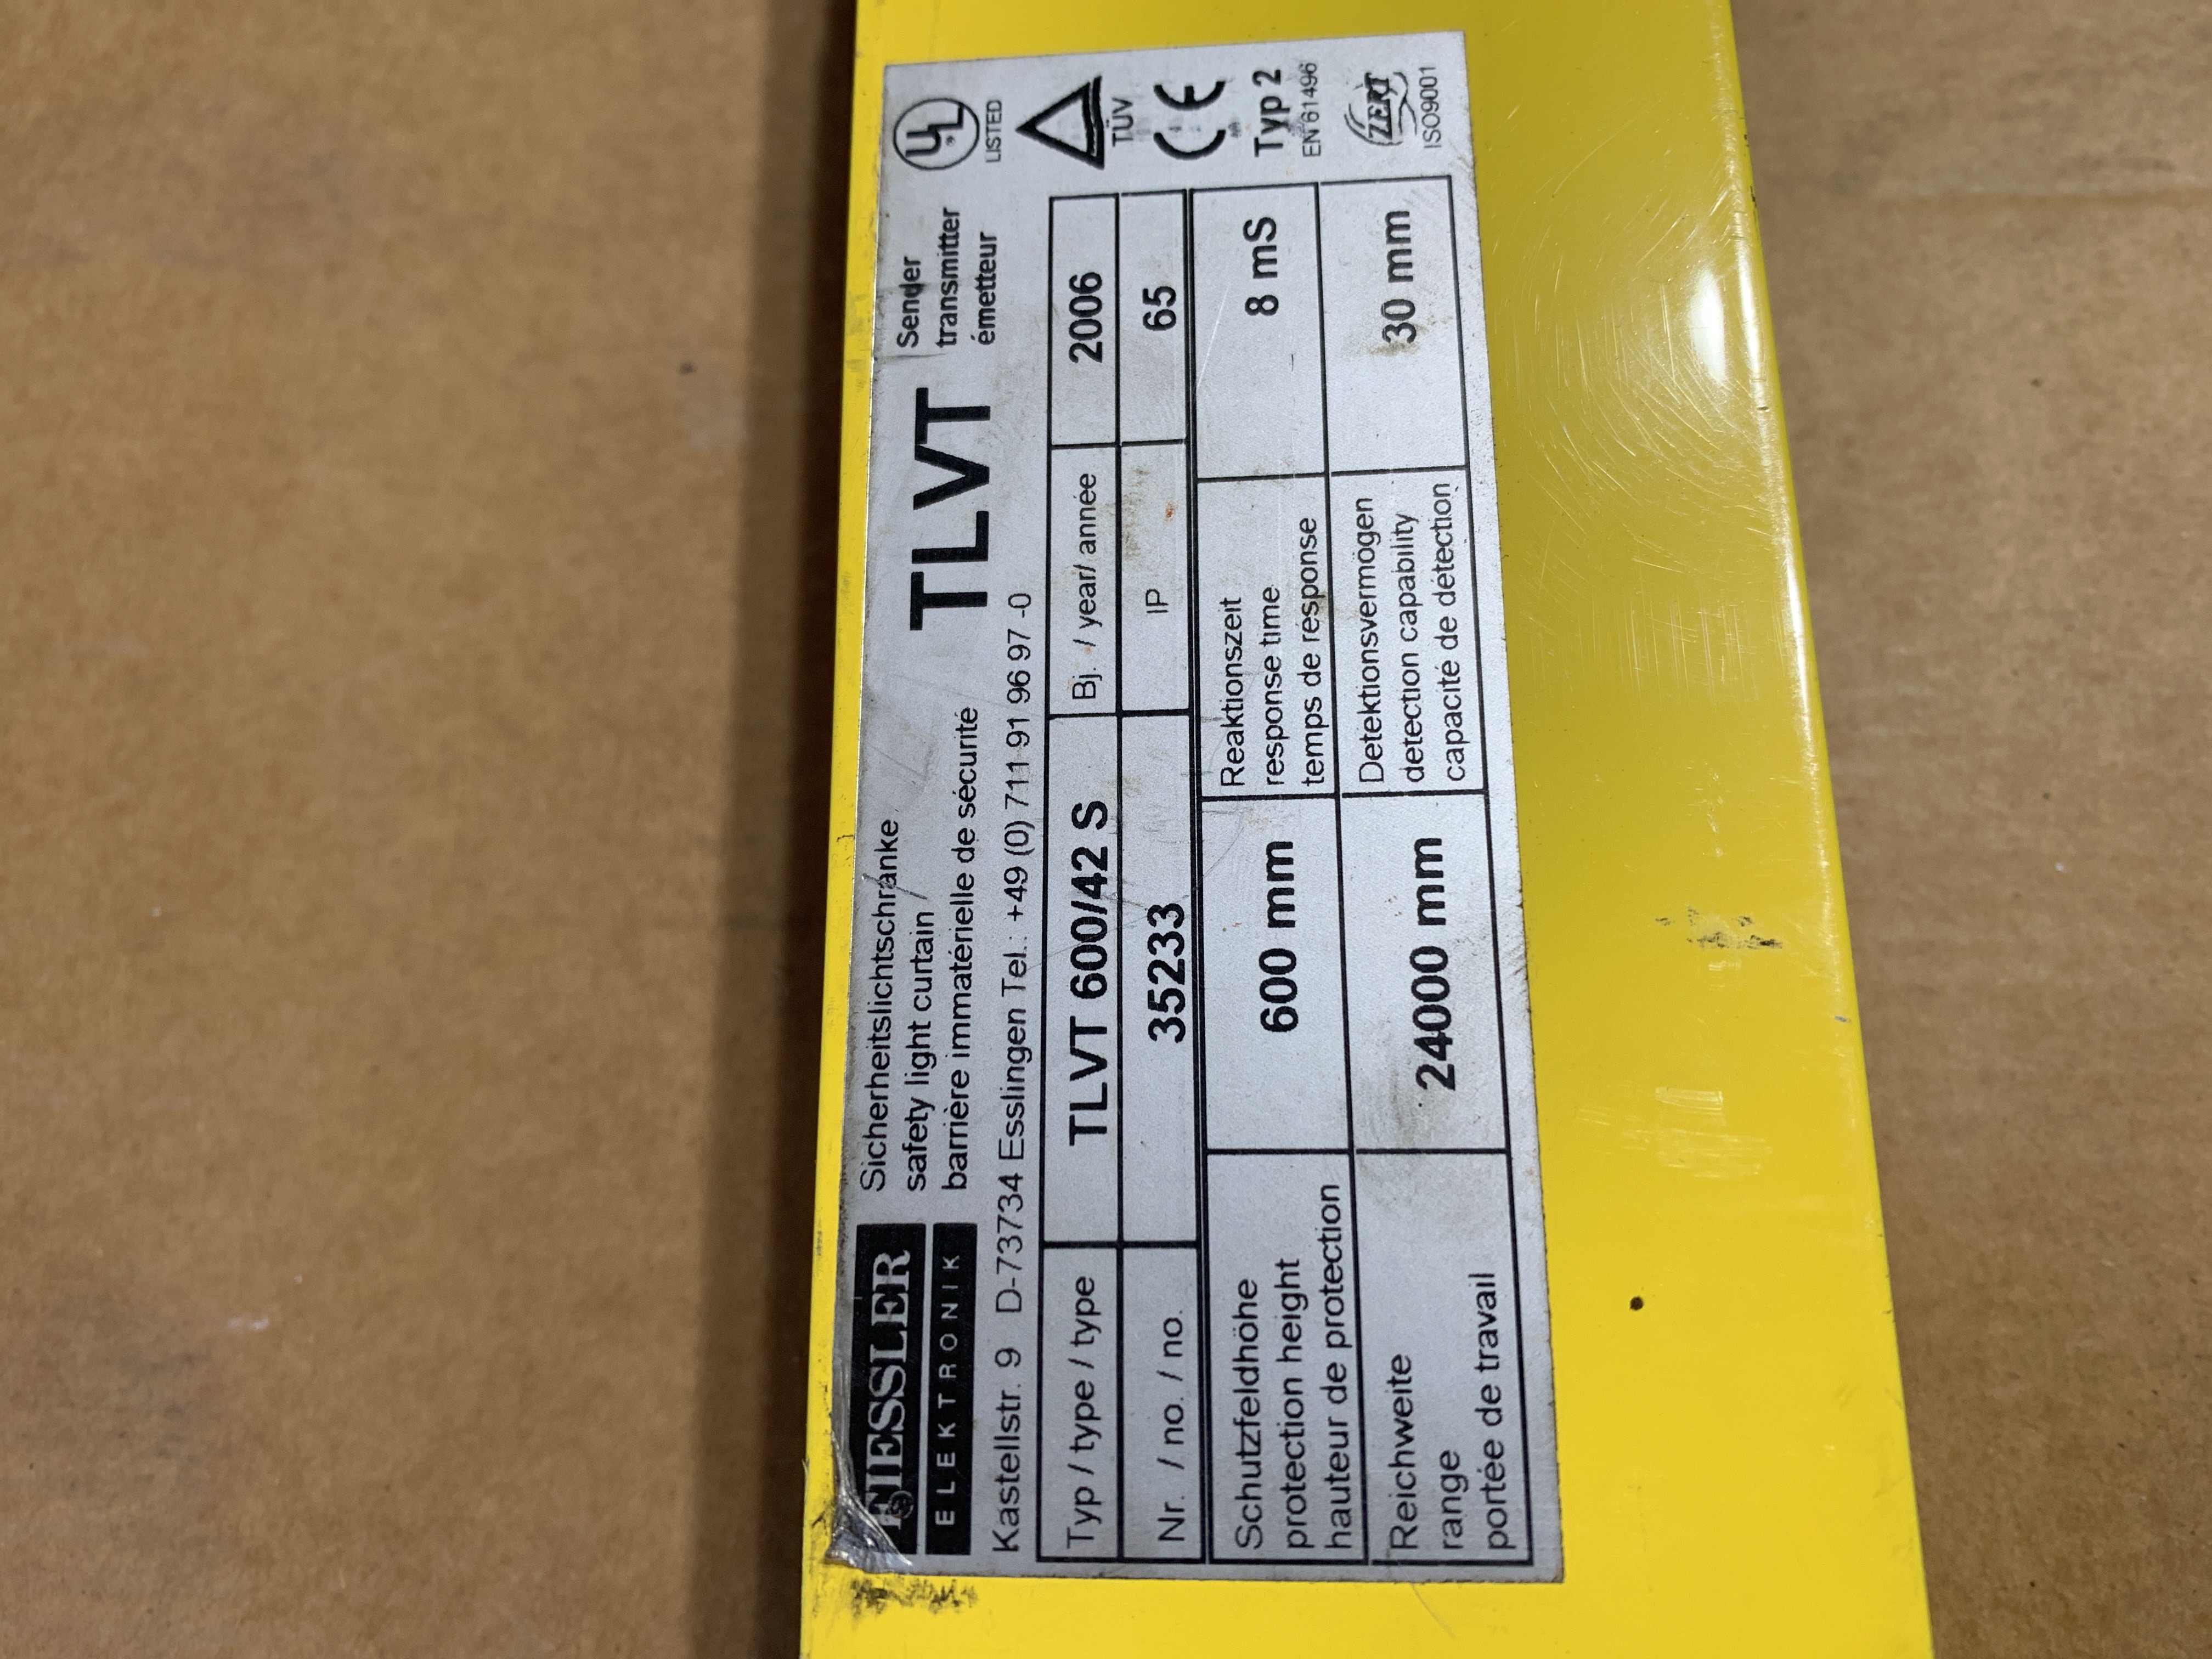 FIESSLER
ELEKTRONIK
Sicherheitslichtschranke
safety light curtain
barrière immatérielle de sécurité
TLVT
Sender
transmitter
émetteur
UL
LISTED
Kastellstr. 9 D-73734 Esslingen Tel.: +49 (0) 711 91 96 97 -0
TÜV
CE
Typ 2
EN 61496
ZERT
ISO9001
Typ / type / type TLVT 600/42 S Bj. / year/ année 2006
Nr. / no. / no. 35233 IP 65
Schutzfeldhöhe
protection height
hauteur de protection
600 mm
Reaktionszeit
response time
temps de réponse
8 mS
Reichweite
range
portée de travail
24000 mm
Detektionsvermögen
detection capability
capacité de détection
30 mm